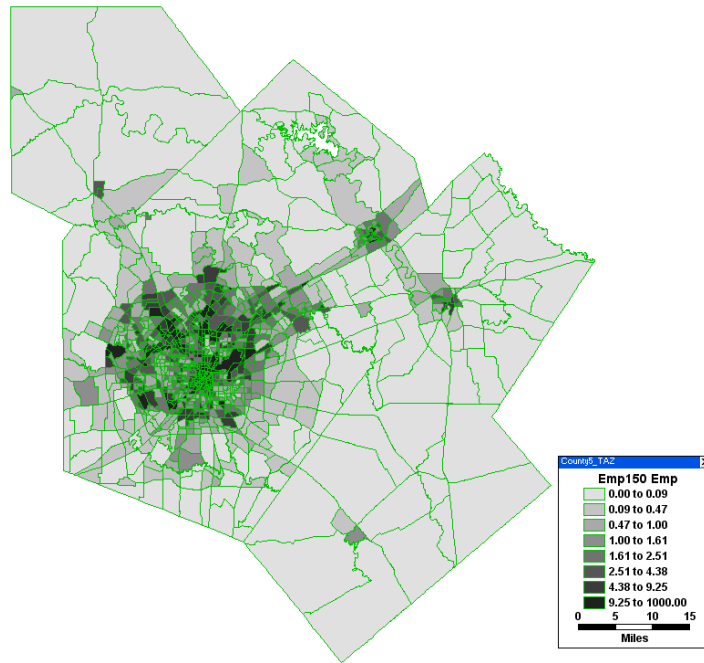 County5_TAZ
Emp150 Emp
0.00 to 0.09
0.09 to 0.47
0.47 to 1.00
1.00 to 1.61
1.61 to 2.51
2.51 to 4.38
4.38 to 9.25
9.25 to 1000.00
0 5 10 15
Miles